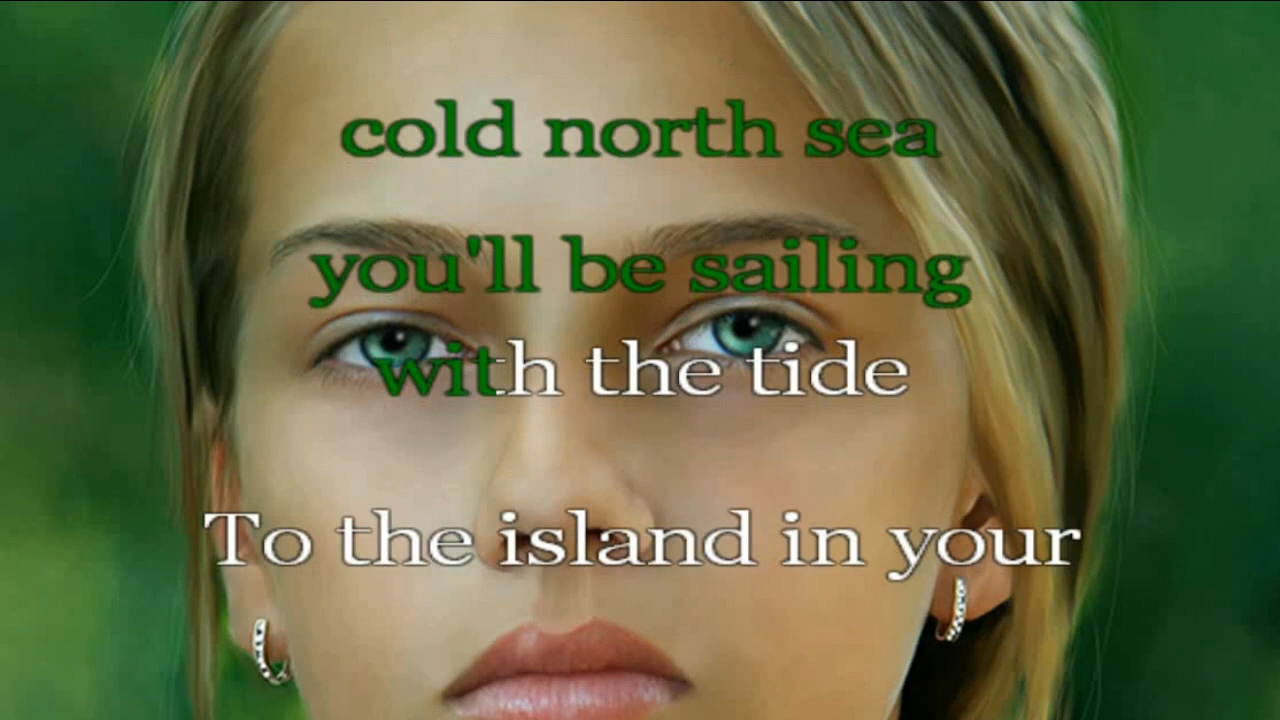 cold north sea
you'll be sailing
with the tide
To the island in your